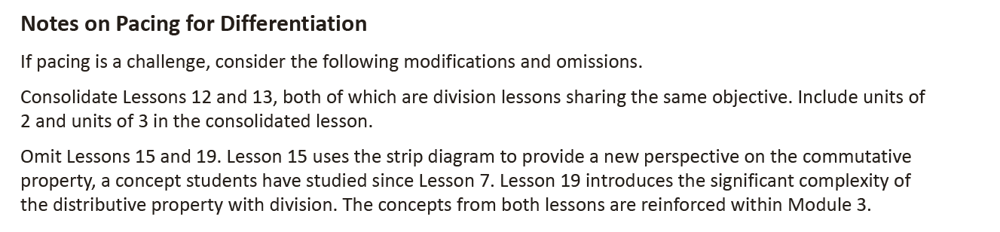 Notes on Pacing for Differentiation
If pacing is a challenge, consider the following modifications and omissions.
Consolidate Lessons 12 and 13, both of which are division lessons sharing the same objective. Include units of
2 and units of 3 in the consolidated lesson.
Omit Lessons 15 and 19. Lesson 15 uses the strip diagram to provide a new perspective on the commutative
property, a concept students have studied since Lesson 7. Lesson 19 introduces the significant complexity of
the distributive property with division. The concepts from both lessons are reinforced within Module 3.